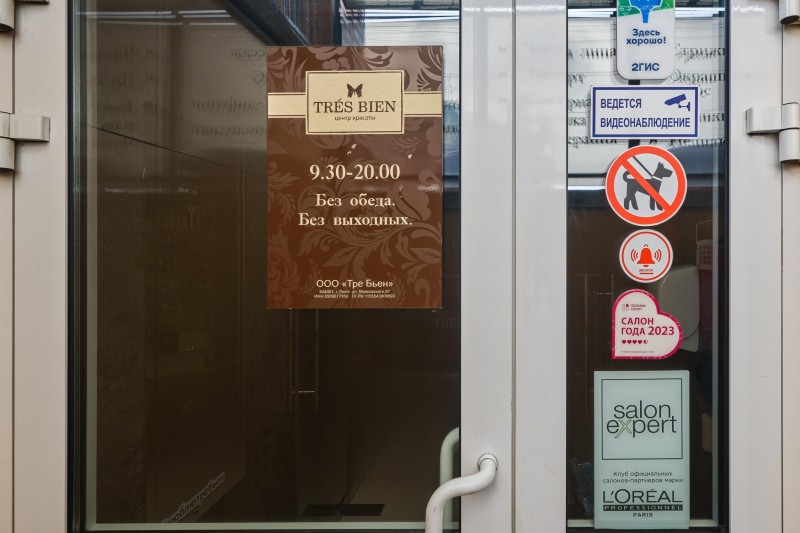 TRÉS BIEN
центр красоты
9.30-20.00
Без обеда.
Без выходных.
ООО «Тре Бьен»
Здесь
хорошо!
2ГИС
ВЕДЕТСЯ
ВИДЕОНАБЛЮДЕНИЕ
САЛОН
ГОДА 2023
salon
expert
Клуб официальных
салонов-партнеров марки
L'ORÉAL
PROFESSIONNEL
PARIS